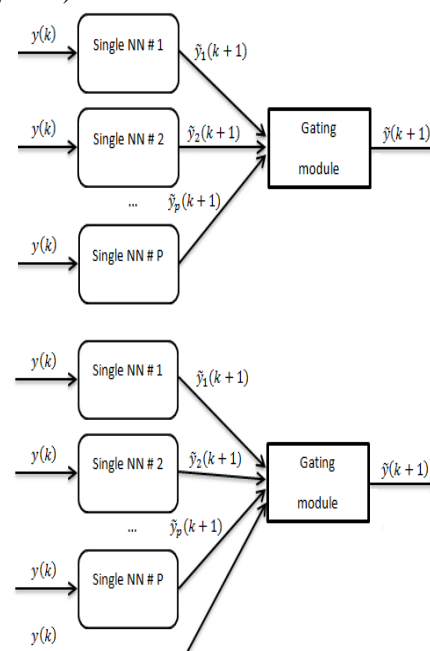 y(k)
Single NN # 1
ỹ₁(k + 1)
y(k)
Single NN # 2
ỹ₂(k + 1)
Gating
module
ỹ(k + 1)
...
ỹₚ(k + 1)
y(k)
Single NN # P
y(k)
Single NN # 1
ỹ₁(k + 1)
y(k)
Single NN # 2
ỹ₂(k + 1)
Gating
module
ỹ(k + 1)
...
ỹₚ(k + 1)
y(k)
Single NN # P
y(k)